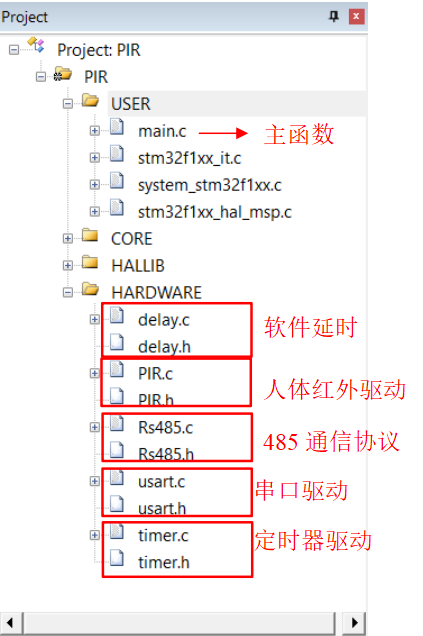 Project
Project: PIR
PIR
USER
main.c 主函数
stm32f1xx_it.c
system_stm32f1xx.c
stm32f1xx_hal_msp.c
CORE
HALLIB
HARDWARE
delay.c
软件延时
delay.h
PIR.c
人体红外驱动
PIR.h
Rs485.c
485 通信协议
Rs485.h
usart.c
串口驱动
usart.h
timer.c
定时器驱动
timer.h